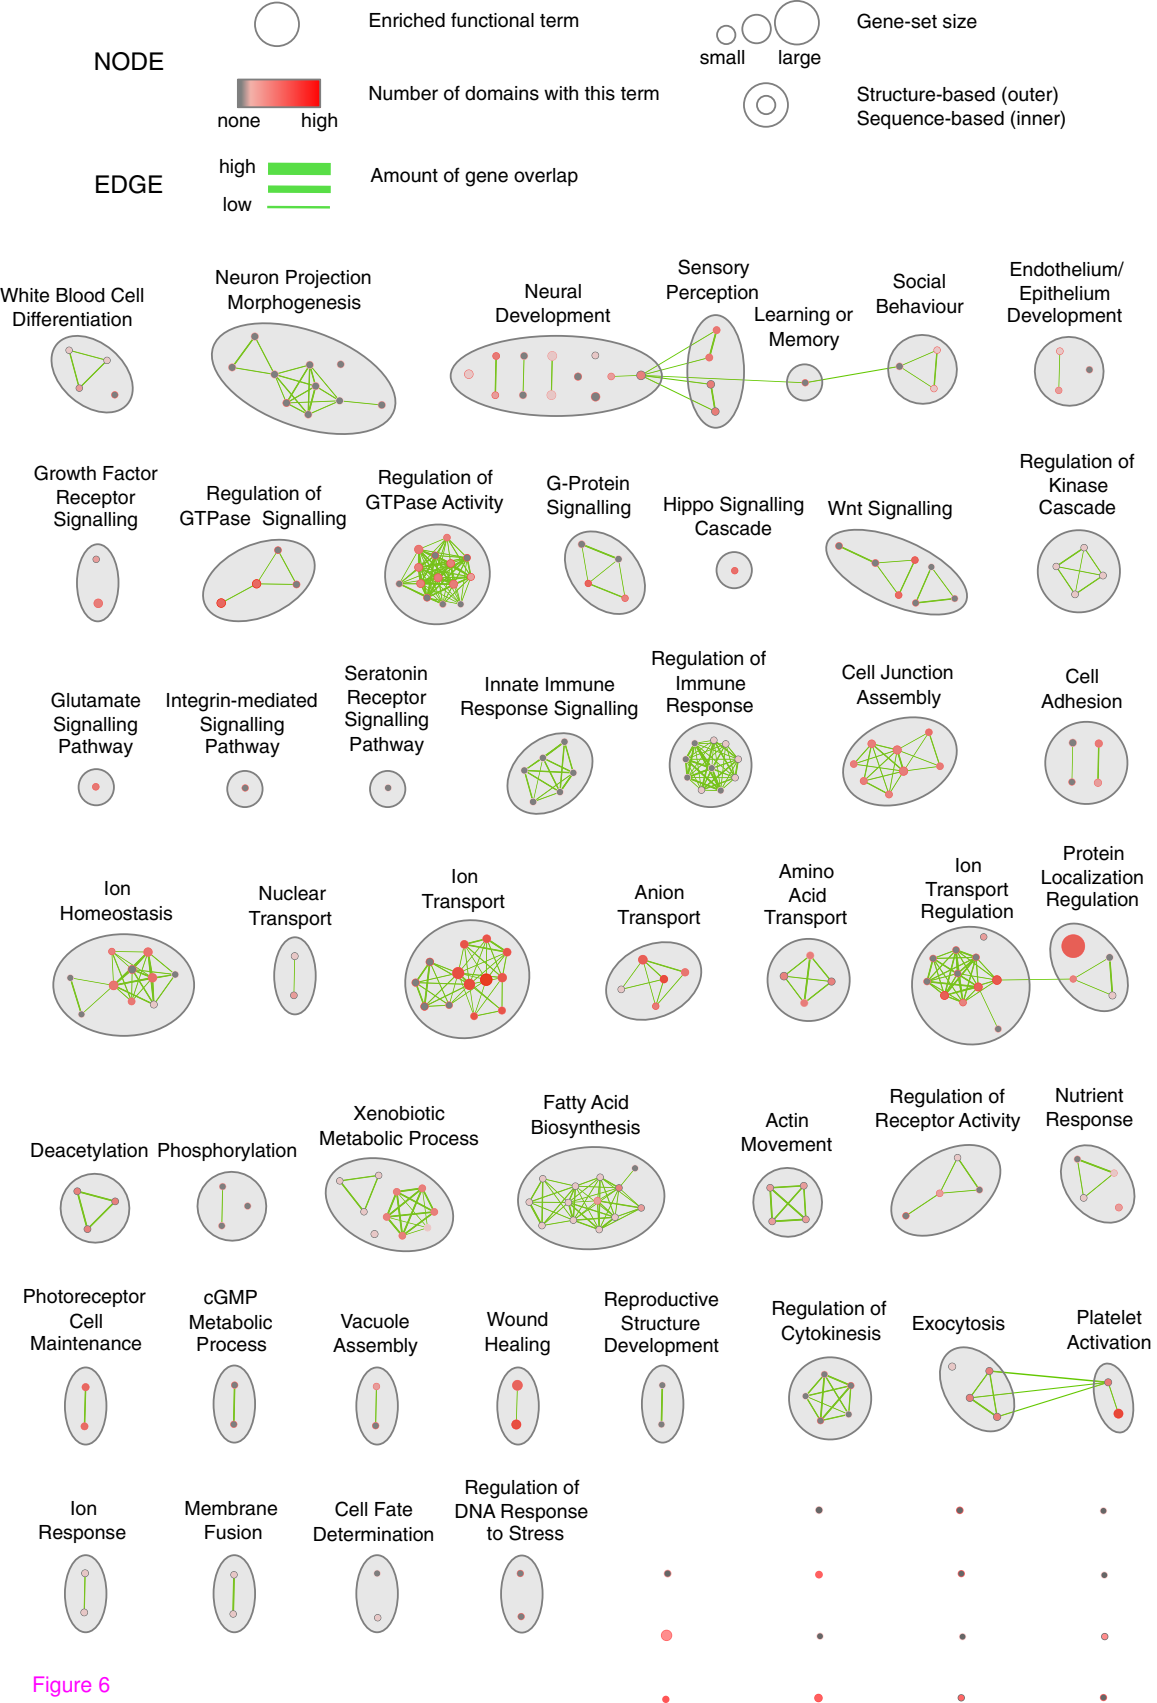 NODE
Enriched functional term
small
large
Gene-set size
none
high
Number of domains with this term
Structure-based (outer)
Sequence-based (inner)
EDGE
high
low
Amount of gene overlap
White Blood Cell
Differentiation
Neuron Projection
Morphogenesis
Neural
Development
Sensory
Perception
Learning or
Memory
Social
Behaviour
Endothelium/
Epithelium
Development
Growth Factor
Receptor
Signalling
Regulation of
GTPase Signalling
Regulation of
GTPase Activity
G-Protein
Signalling
Hippo Signalling
Cascade
Wnt Signalling
Regulation of
Kinase
Cascade
Glutamate
Signalling
Pathway
Integrin-mediated
Signalling
Pathway
Seratonin
Receptor
Signalling
Pathway
Innate Immune
Response Signalling
Regulation of
Immune
Response
Cell Junction
Assembly
Cell
Adhesion
Ion
Homeostasis
Nuclear
Transport
Ion
Transport
Anion
Transport
Amino
Acid
Transport
Ion
Transport
Regulation
Protein
Localization
Regulation
Deacetylation
Phosphorylation
Xenobiotic
Metabolic Process
Fatty Acid
Biosynthesis
Actin
Movement
Regulation of
Receptor Activity
Nutrient
Response
Photoreceptor
Cell
Maintenance
cGMP
Metabolic
Process
Vacuole
Assembly
Wound
Healing
Reproductive
Structure
Development
Regulation of
Cytokinesis
Exocytosis
Platelet
Activation
Ion
Response
Membrane
Fusion
Cell Fate
Determination
Regulation of
DNA Response
to Stress
Figure 6